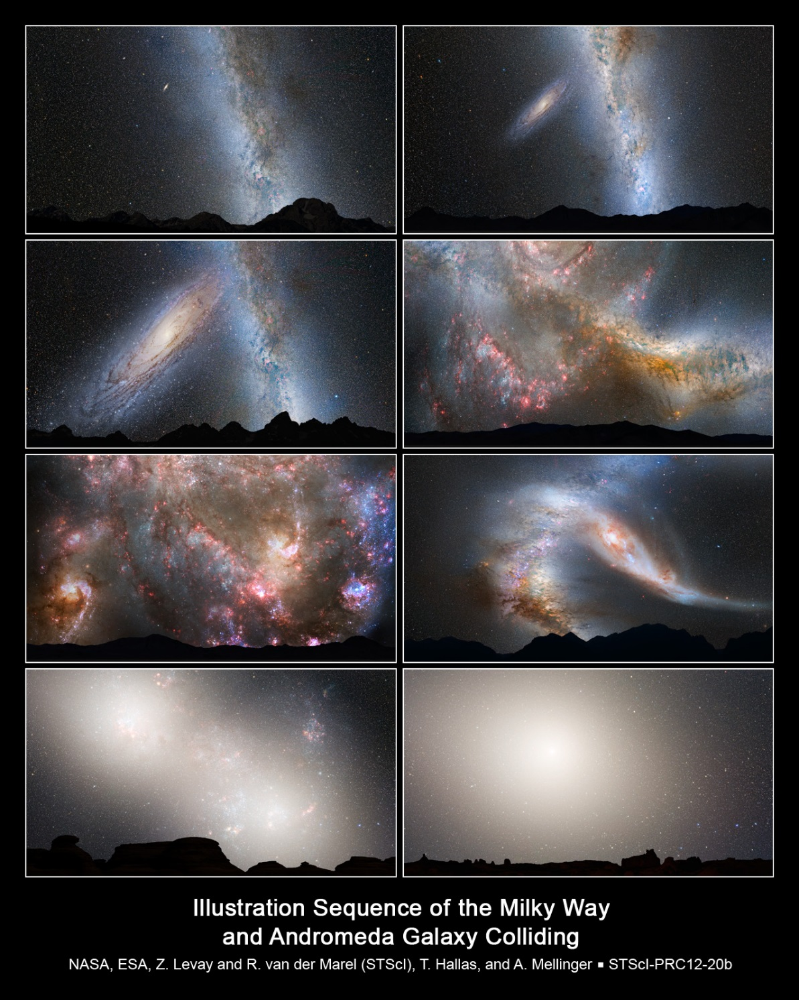 Illustration Sequence of the Milky Way
and Andromeda Galaxy Colliding
NASA, ESA, Z. Levay and R. van der Marel (STScI), T. Hallas, and A. Mellinger ▪ STScI-PRC12-20b